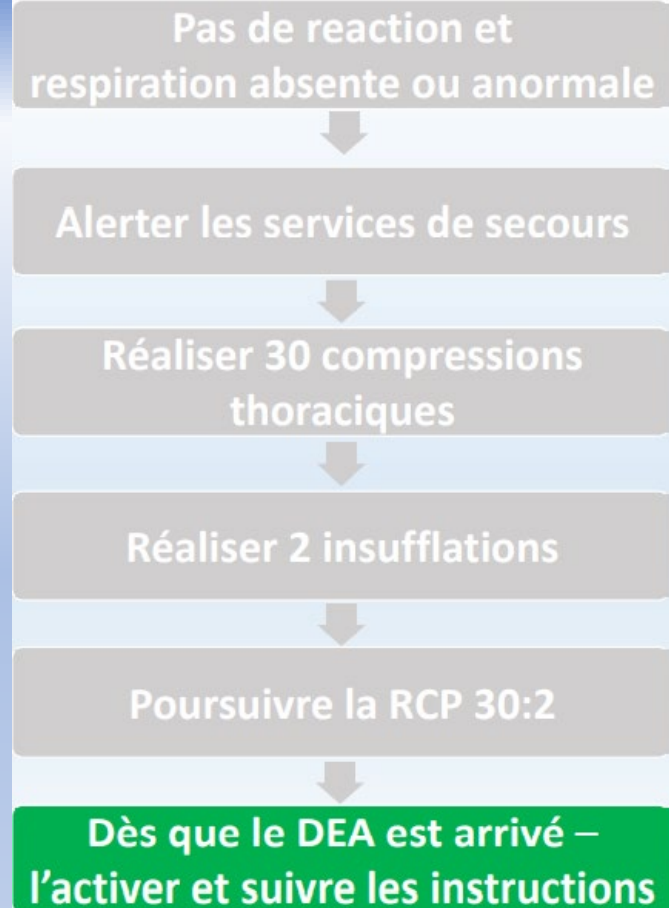 Pas de reaction et
respiration absente ou anormale
Alerter les services de secours
Réaliser 30 compressions
thoraciques
Réaliser 2 insufflations
Poursuivre la RCP 30:2
Dès que le DEA est arrivé –
l’activer et suivre les instructions